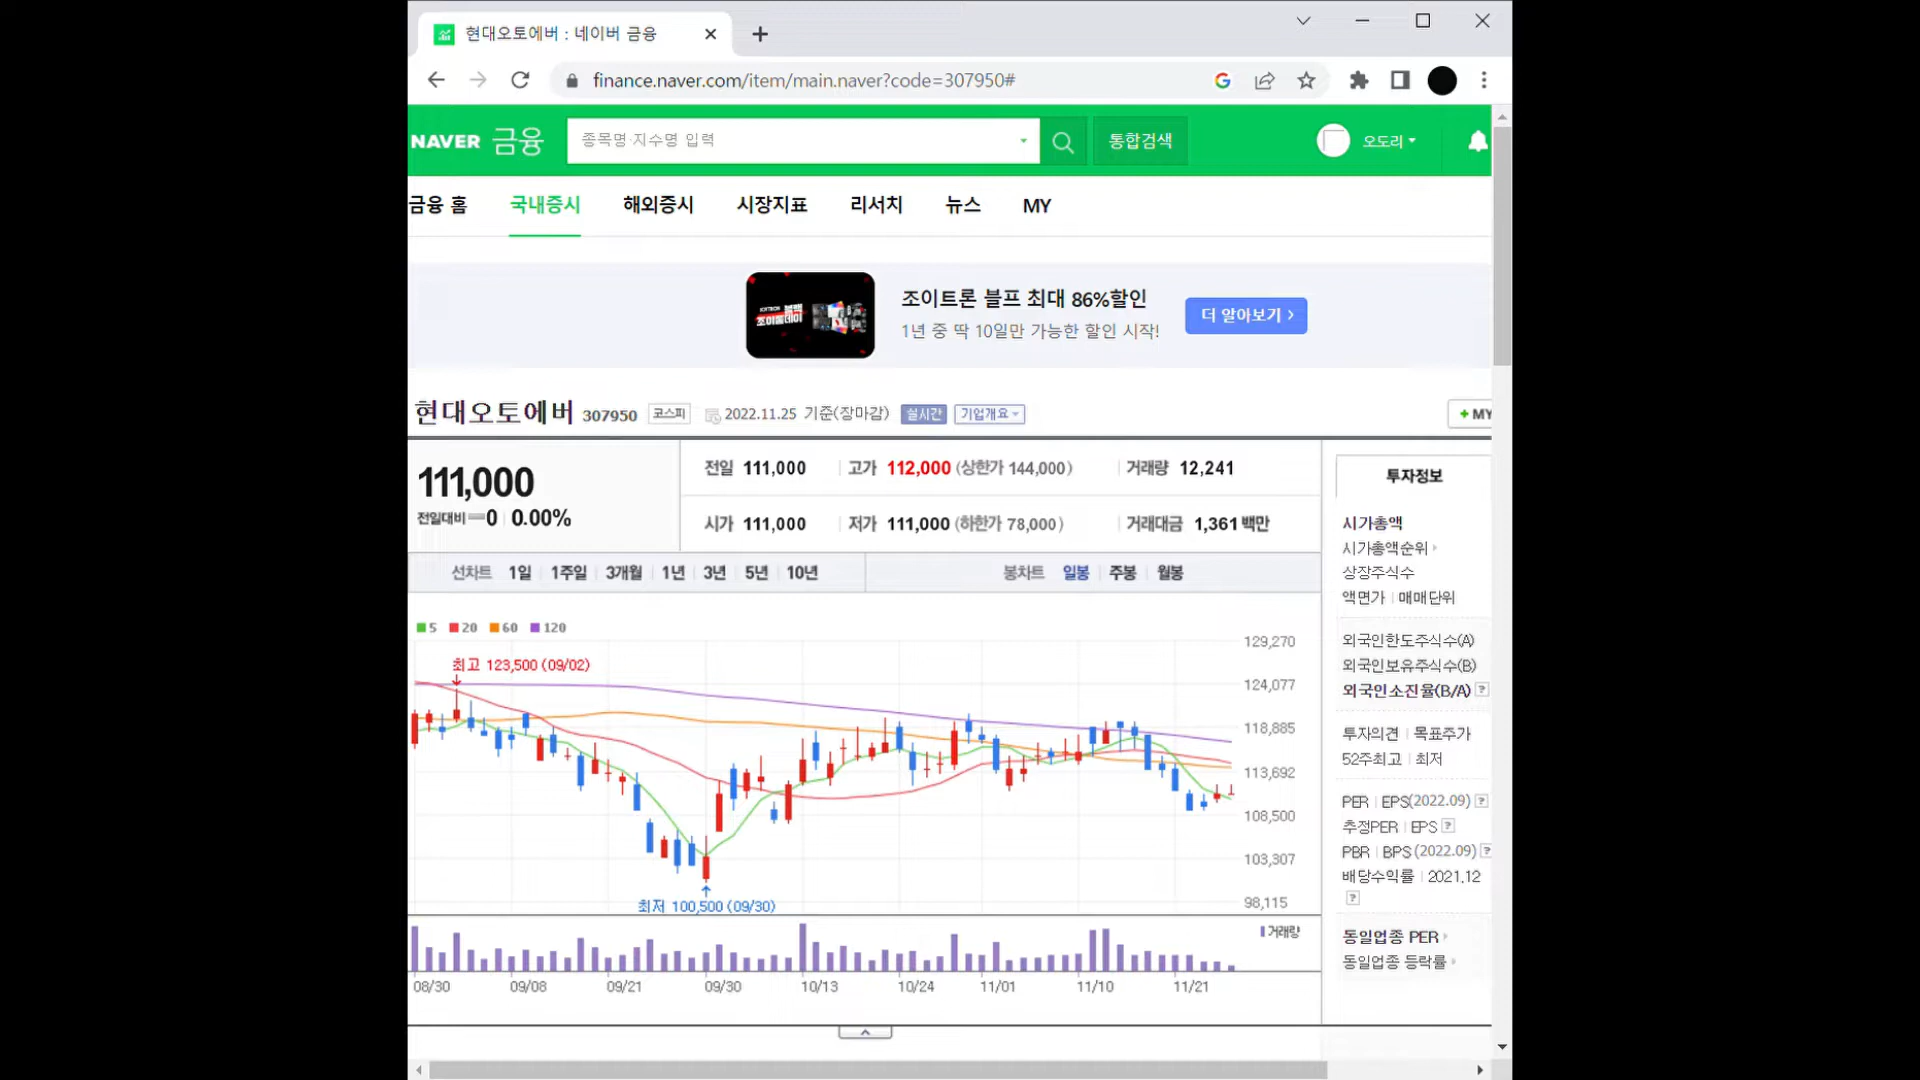 현대오토에버 : 네이버 금융
finance.naver.com/item/main.naver?code=307950#
NAVER 금융
종목명·지수명 입력
통합검색
오도리
금융 홈 국내증시 해외증시 시장지표 리서치 뉴스 MY
조이트론 블프 최대 86%할인
1년 중 딱 10일만 가능한 할인 시작!
더 알아보기 >
현대오토에버 307950 코스피 2022.11.25 기준(장마감) 실시간 기업개요
+ MY
111,000
전일대비 0 0.00%
전일 111,000 고가 112,000 (상한가 144,000) 거래량 12,241
시가 111,000 저가 111,000 (하한가 78,000) 거래대금 1,361 백만
선차트 1일 1주일 3개월 1년 3년 5년 10년
봉차트 일봉 주봉 월봉
5 20 60 120
최고 123,500 (09/02)
최저 100,500 (09/30)
129,270
124,077
118,885
113,692
108,500
103,307
98,115
거래량
08/30 09/08 09/21 09/30 10/13 10/24 11/01 11/10 11/21
투자정보
시가총액
시가총액순위
상장주식수
액면가 | 매매단위
외국인한도주식수(A)
외국인보유주식수(B)
외국인소진율(B/A) ?
투자의견 | 목표주가
52주최고 | 최저
PER | EPS(2022.09) ?
추정PER | EPS ?
PBR | BPS (2022.09) ?
배당수익률 | 2021.12
?
동일업종 PER
동일업종 등락률